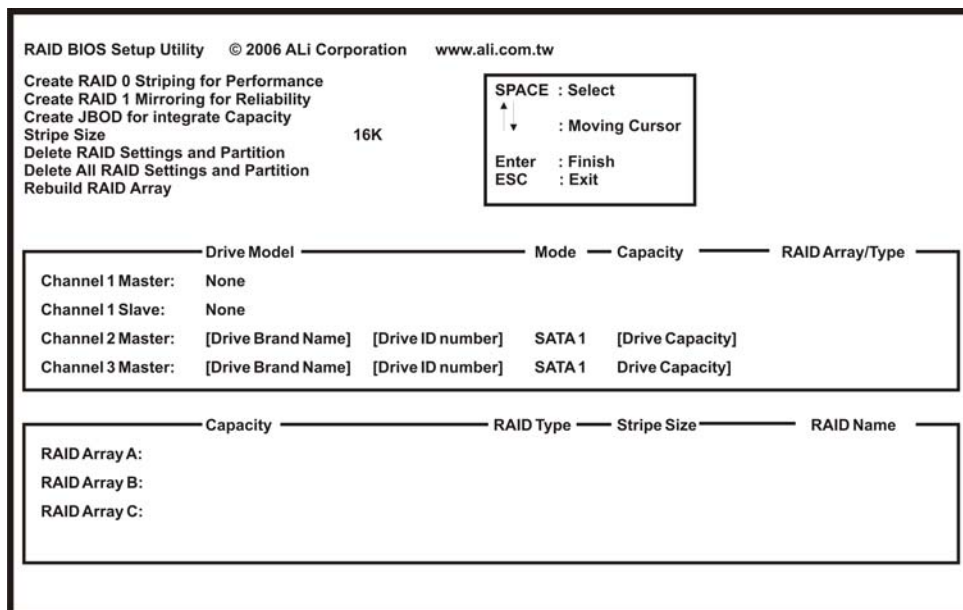 RAID BIOS Setup Utility © 2006 ALi Corporation www.ali.com.tw
Create RAID 0 Striping for Performance
Create RAID 1 Mirroring for Reliability
Create JBOD for integrate Capacity
Stripe Size 16K
Delete RAID Settings and Partition
Delete All RAID Settings and Partition
Rebuild RAID Array
SPACE : Select
↑↓ : Moving Cursor
Enter : Finish
ESC : Exit
Drive Model Mode Capacity RAID Array/Type
Channel 1 Master: None
Channel 1 Slave: None
Channel 2 Master: [Drive Brand Name] [Drive ID number] SATA 1 [Drive Capacity]
Channel 3 Master: [Drive Brand Name] [Drive ID number] SATA 1 Drive Capacity]
Capacity RAID Type Stripe Size RAID Name
RAID Array A:
RAID Array B:
RAID Array C: